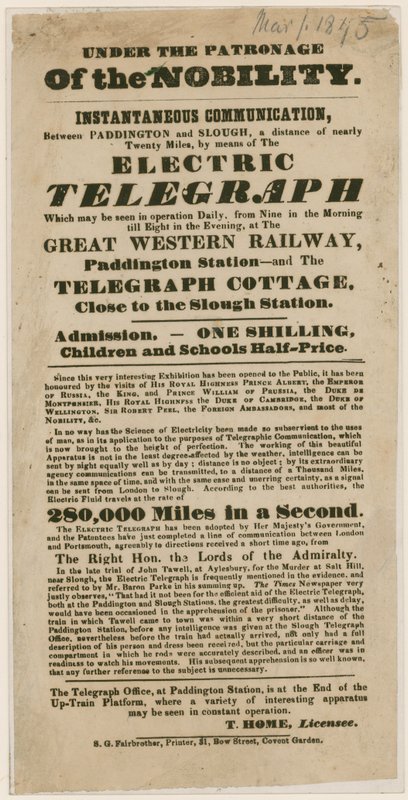 Mar/. 1845
UNDER THE PATRONAGE
Of the NOBILITY.
INSTANTANEOUS COMMUNICATION,
Between PADDINGTON and SLOUGH, a distance of nearly
Twenty Miles, by means of The
ELECTRIC
TELEGRAPH
Which may be seen in operation Daily, from Nine in the Morning
till Eight in the Evening, at The
GREAT WESTERN RAILWAY,
Paddington Station—and The
TELEGRAPH COTTAGE,
Close to the Slough Station.
Admission, — ONE SHILLING,
Children and Schools Half-Price.
Since this very interesting Exhibition has been opened to the Public, it has been
honoured by the visits of HIS ROYAL HIGHNESS PRINCE ALBERT, the EMPEROR
OF RUSSIA, the KING, and PRINCE WILLIAM OF PRUSSIA, the DUKE DE
MONTPENSIER, HIS ROYAL HIGHNESS the DUKE OF CAMBRIDGE, the DUKE OF
WELLINGTON, SIR ROBERT PEEL, the FOREIGN AMBASSADORS, and most of the
NOBILITY, &c.
In no way has the Science of Electricity been made so subservient to the uses
of man, as in its application to the purposes of Telegraphic Communication, which
is now brought to the height of perfection. The working of this beautiful
Apparatus is not in the least degree affected by the weather, intelligence can be
sent by night equally well as by day; distance is no object; by its extraordinary
agency communications can be transmitted, to a distance of a Thousand Miles,
in the same space of time, and with the same ease and unerring certainty, as a signal
can be sent from London to Slough. According to the best authorities, the
Electric Fluid travels at the rate of
280,000 Miles in a Second.
The ELECTRIC TELEGRAPH has been adopted by Her Majesty's Government,
and the Patentees have just completed a line of communication between London
and Portsmouth, agreeably to directions received a short time ago, from
The Right Hon. the Lords of the Admiralty.
In the late trial of John Tawell, at Aylesbury, for the Murder at Salt Hill,
near Slough, the Electric Telegraph is frequently mentioned in the evidence, and
referred to by Mr. Baron Parke in his summing up. The Times Newspaper very
justly observes, "That had it not been for the efficient aid of the Electric Telegraph,
both at the Paddington and Slough Stations, the greatest difficulty, as well as delay,
would have been occasioned in the apprehension of the prisoner." Although the
train in which Tawell came to town was within a very short distance of the
Paddington Station, before any intelligence was given at the Slough Telegraph
Office, nevertheless before the train had actually arrived, not only had a full
description of his person and dress been received, but the particular carriage and
compartment in which he rode were accurately described, and an officer was in
readiness to watch his movements. His subsequent apprehension is so well known,
that any further reference to the subject is unnecessary.
The Telegraph Office, at Paddington Station, is at the End of the
Up-Train Platform, where a variety of interesting apparatus
may be seen in constant operation.
T. HOME, Licensee.
S. G. Fairbrother, Printer, 31, Bow Street, Covent Garden.